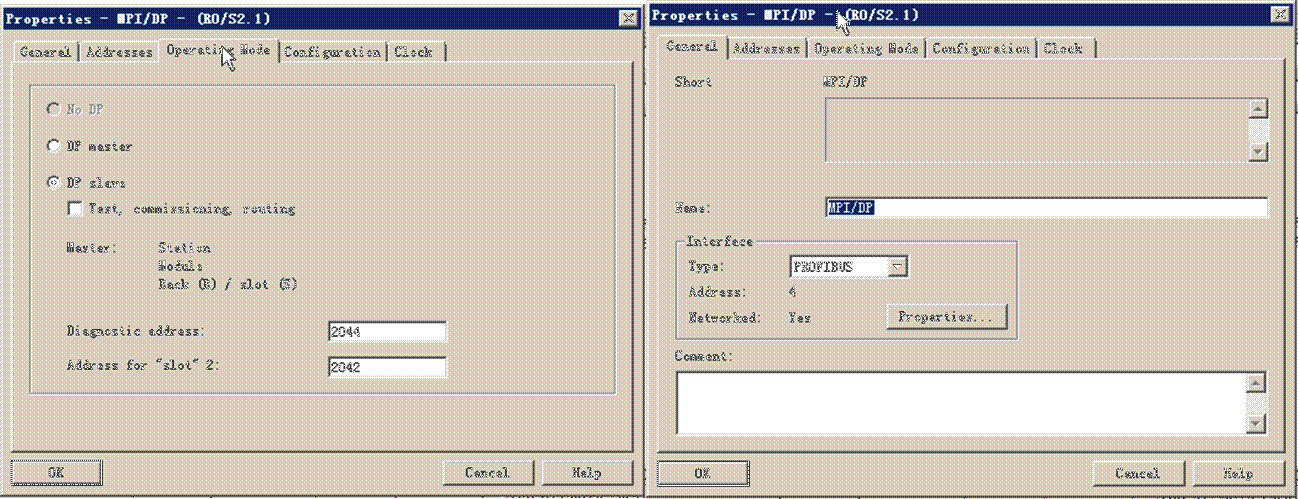 Properties - MPI/DP - (R0/S2.1)
General Addresses Operating Mode Configuration Clock
No DP
DP master
DP slave
Test, commissioning, routing
Master: Station
Module
Rack (R) / slot (S)
Diagnostic address: 2044
Address for "slot" 2: 2042
OK Cancel Help
Properties - MPI/DP - (R0/S2.1)
General Addresses Operating Mode Configuration Clock
Short MPI/DP
Name: MPI/DP
Interface
Type: PROFIBUS
Address: 4
Networked: Yes Properties...
Comment:
OK Cancel Help